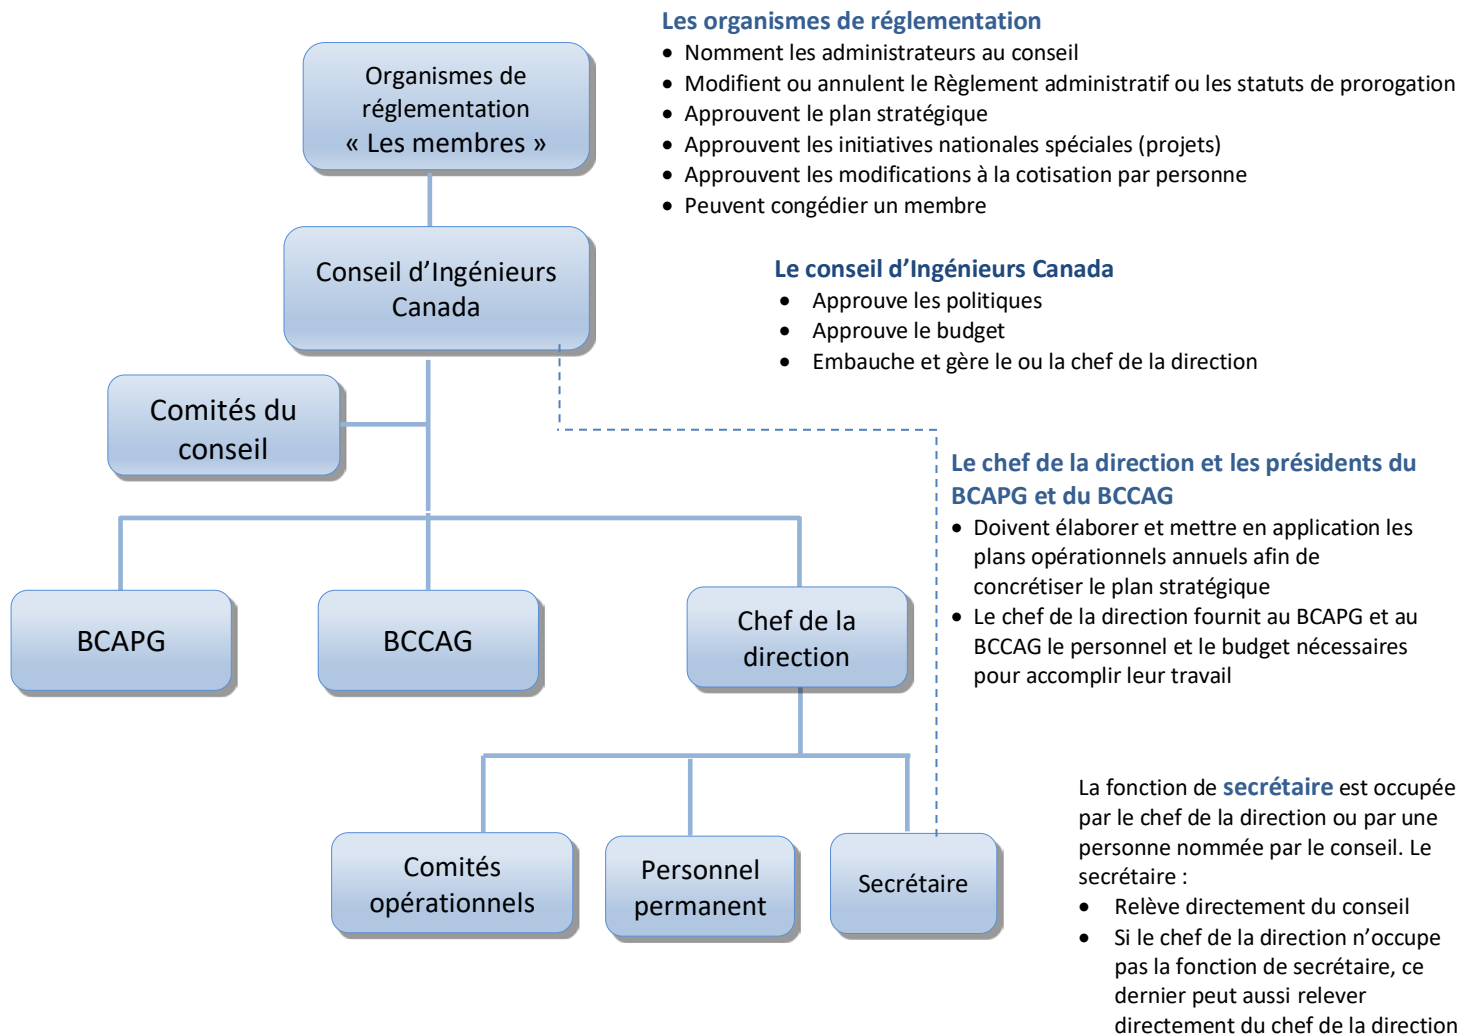 Les organismes de réglementation
• Nomment les administrateurs au conseil
• Modifient ou annulent le Règlement administratif ou les statuts de prorogation
• Approuvent le plan stratégique
• Approuvent les initiatives nationales spéciales (projets)
• Approuvent les modifications à la cotisation par personne
• Peuvent congédier un membre
Organismes de
réglementation
« Les membres »
Conseil d’Ingénieurs
Canada
Le conseil d’Ingénieurs Canada
• Approuve les politiques
• Approuve le budget
• Embauche et gère le ou la chef de la direction
Comités du
conseil
Le chef de la direction et les présidents du
BCAPG et du BCCAG
• Doivent élaborer et mettre en application les
plans opérationnels annuels afin de
concrétiser le plan stratégique
• Le chef de la direction fournit au BCAPG et au
BCCAG le personnel et le budget nécessaires
pour accomplir leur travail
BCAPG
BCCAG
Chef de la
direction
Comités
opérationnels
Personnel
permanent
Secrétaire
La fonction de secrétaire est occupée
par le chef de la direction ou par une
personne nommée par le conseil. Le
secrétaire :
• Relève directement du conseil
• Si le chef de la direction n’occupe
pas la fonction de secrétaire, ce
dernier peut aussi relever
directement du chef de la direction